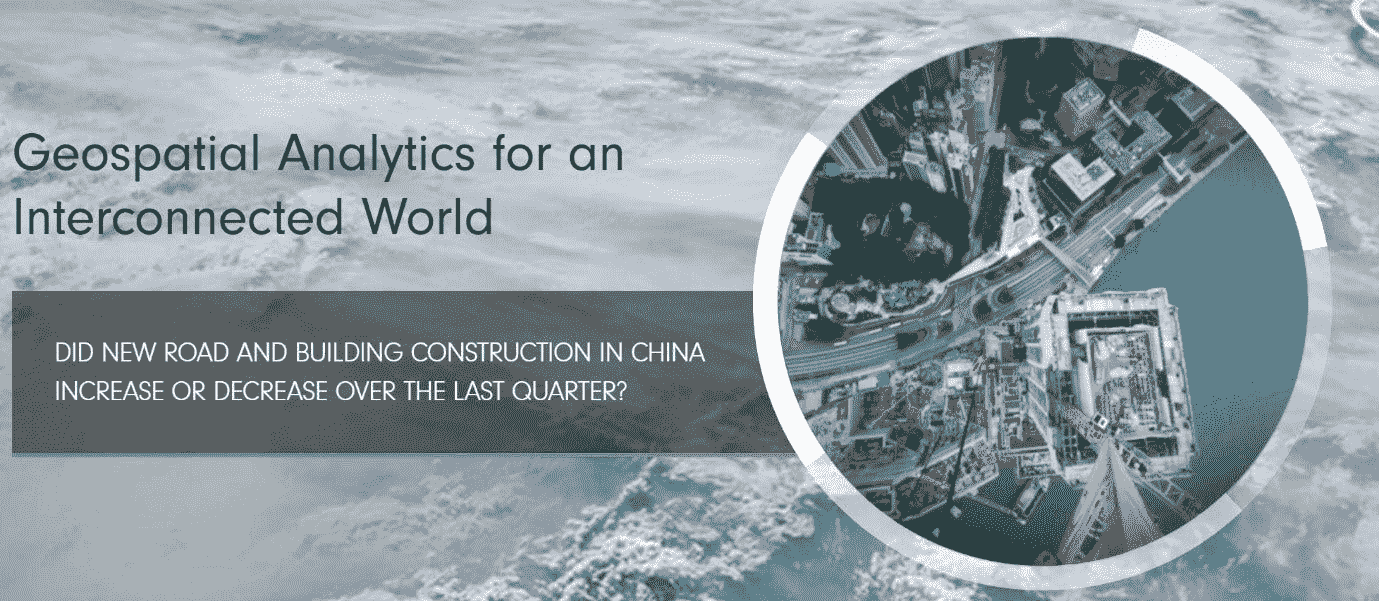 Geospatial Analytics for an
Interconnected World
DID NEW ROAD AND BUILDING CONSTRUCTION IN CHINA
INCREASE OR DECREASE OVER THE LAST QUARTER?